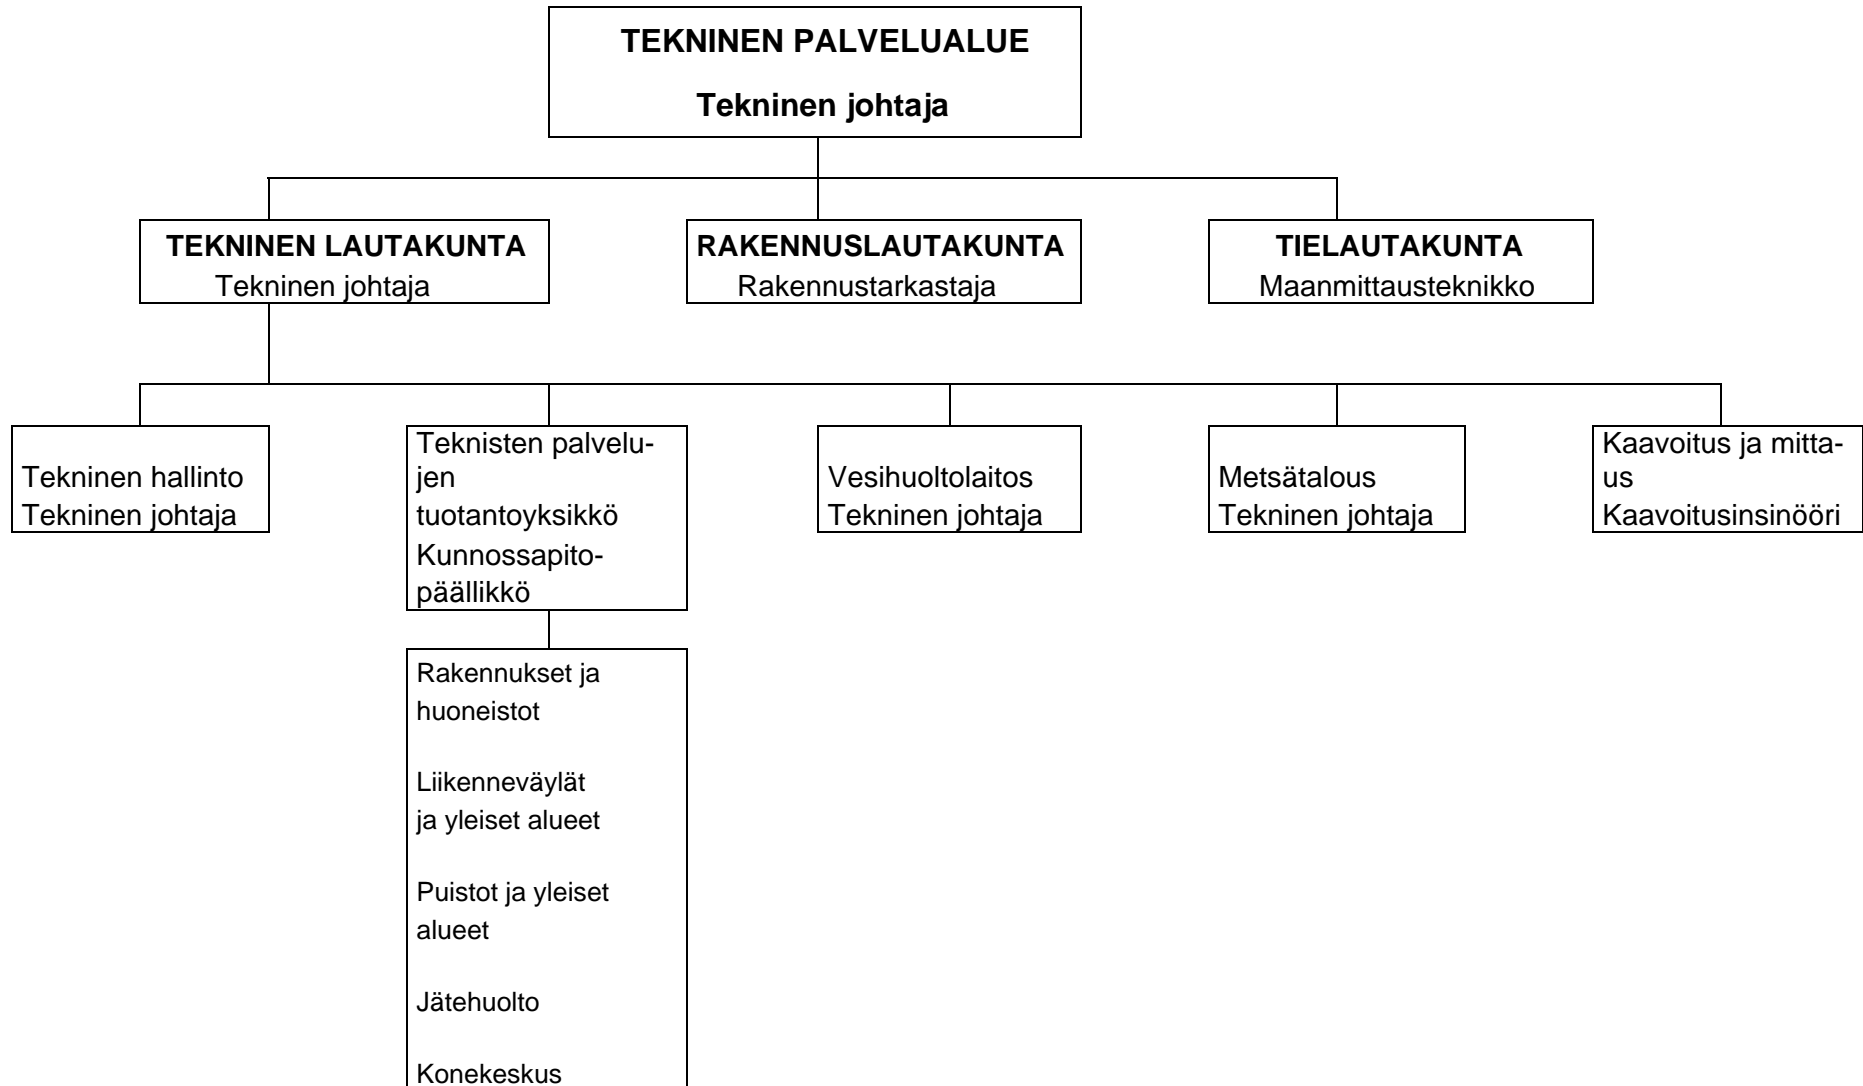 TEKNINEN PALVELUALUE
Tekninen johtaja
TEKNINEN LAUTAKUNTA
Tekninen johtaja
RAKENNUSLAUTAKUNTA
Rakennustarkastaja
TIELAUTAKUNTA
Maanmittausteknikko
Tekninen hallinto
Tekninen johtaja
Teknisten palvelu-
jen
tuotantoyksikkö
Kunnossapito-
päällikkö
Vesihuoltolaitos
Tekninen johtaja
Metsätalous
Tekninen johtaja
Kaavoitus ja mitta-
us
Kaavoitusinsinööri
Rakennukset ja
huoneistot
Liikenneväylät
ja yleiset alueet
Puistot ja yleiset
alueet
Jätehuolto
Konekeskus